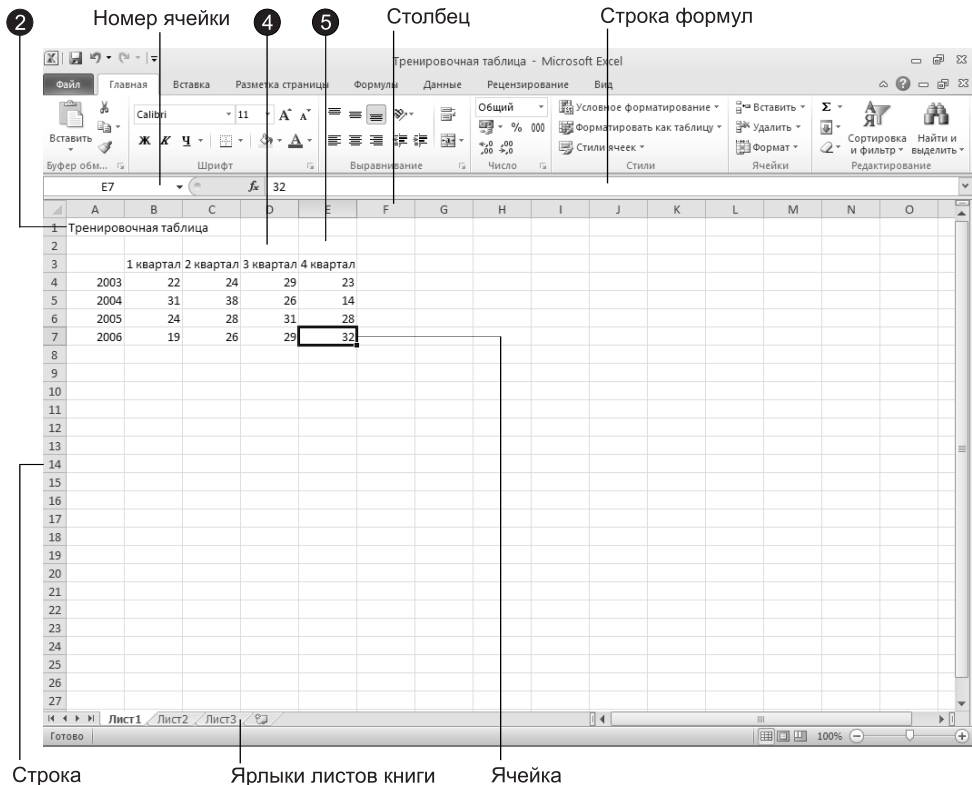 2 Номер ячейки 4 5 Столбец Строка формул
Тренировочная таблица - Microsoft Excel
Файл Главная Вставка Разметка страницы Формулы Данные Рецензирование Вид
Calibri 11 Общий Условное форматирование Вставить Σ
Вставить Ж К Ч % 000 Форматировать как таблицу Удалить Сортировка и фильтр Найти и выделить
Стили ячеек Формат
Буфер обм... Шрифт Выравнивание Число Стили Ячейки Редактирование
E7 fx 32
A B C D E F G H I J K L M N O
1 Тренировочная таблица
2
3 1 квартал 2 квартал 3 квартал 4 квартал
4 2003 22 24 29 23
5 2004 31 38 26 14
6 2005 24 28 31 28
7 2006 19 26 29 32
8
9
10
11
12
13
14
15
16
17
18
19
20
21
22
23
24
25
26
27
Лист1 Лист2 Лист3
Готово 100%
Строка Ярлыки листов книги Ячейка